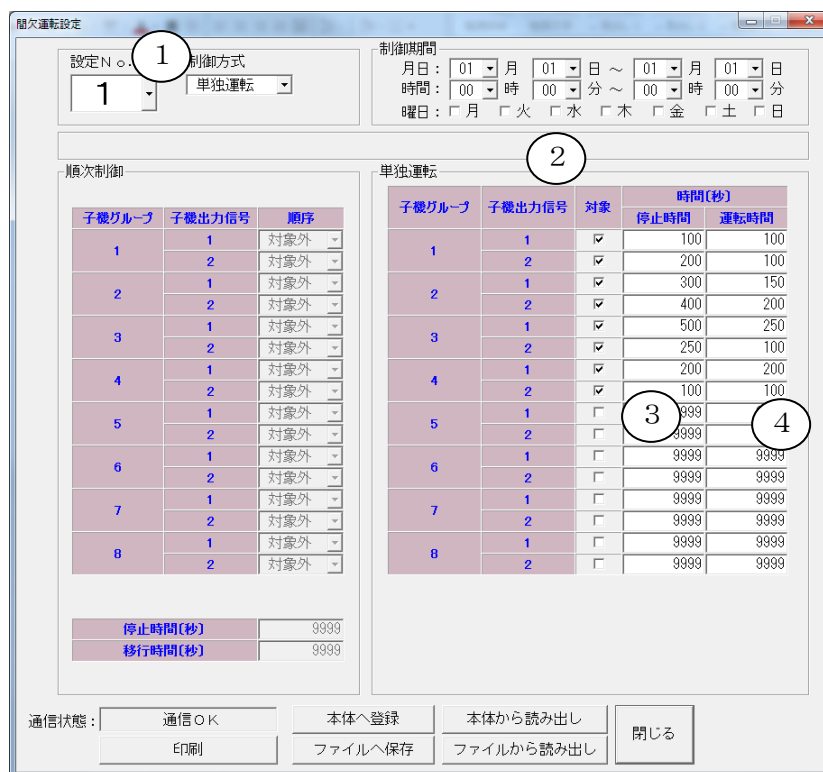 間欠運転設定
設定No.
制御方式
1
単独運転
①
制御期間
月日： 01 月 01 日 ～ 01 月 01 日
時間： 00 時 00 分 ～ 00 時 00 分
曜日： 月 火 水 木 金 土 日
順次制御
子機グループ 子機出力信号 順序
1 1 対象外
2 対象外
2 1 対象外
2 対象外
3 1 対象外
2 対象外
4 1 対象外
2 対象外
5 1 対象外
2 対象外
6 1 対象外
2 対象外
7 1 対象外
2 対象外
8 1 対象外
2 対象外
停止時間[秒] 9999
移行時間[秒] 9999
②
単独運転
子機グループ 子機出力信号 対象 時間[秒]
停止時間 運転時間
1 1 100 100
2 200 100
2 1 300 150
2 400 200
3 1 500 250
2 250 100
4 1 200 200
2 100 100
5 1 9999
2 9999
③
④
6 1 9999 9999
2 9999 9999
7 1 9999 9999
2 9999 9999
8 1 9999 9999
2 9999 9999
通信状態： 通信OK
本体へ登録
本体から読み出し
閉じる
印刷
ファイルへ保存
ファイルから読み出し